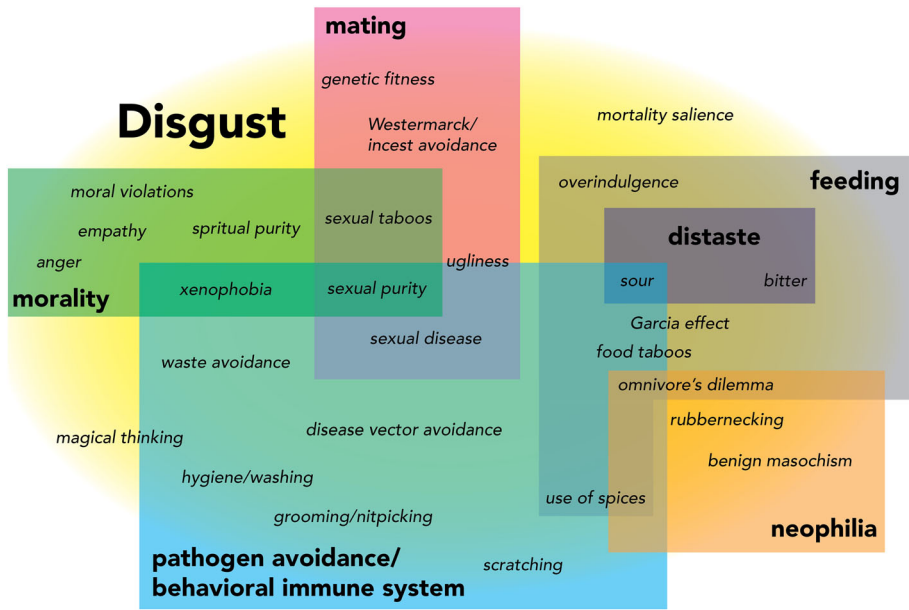 mating
genetic fitness
Disgust
Westermarck/
incest avoidance
mortality salience
moral violations
overindulgence
feeding
empathy
spritual purity
sexual taboos
distaste
anger
ugliness
morality
xenophobia
sexual purity
sour
bitter
Garcia effect
sexual disease
waste avoidance
food taboos
omnivore's dilemma
rubbernecking
magical thinking
disease vector avoidance
benign masochism
hygiene/washing
use of spices
grooming/nitpicking
neophilia
pathogen avoidance/
behavioral immune system
scratching